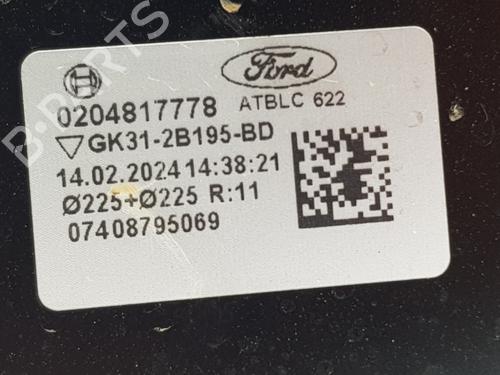 B-PARTS
Ford
0204817778 ATBLC 622
GK31-2B195-BD
14.02.2024 14:38:21
Ø225+Ø225 R:11
07408795069